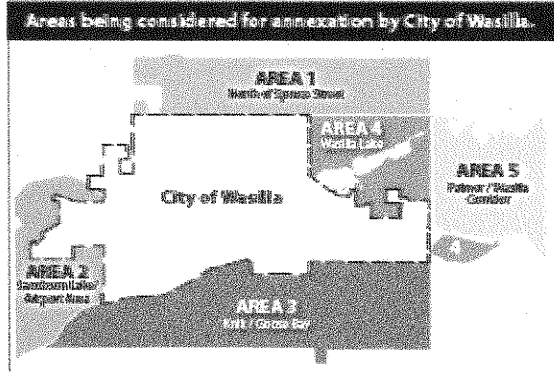 Areas being considered for annexation by City of Wasilla.
AREA 1
North of Spruce Street
AREA 4
Wasilla Lake
AREA 5
Palmer / Wasilla
Corridor
City of Wasilla
4
AREA 2
Lake
Airport Area
AREA 3
Knik / Goose Bay